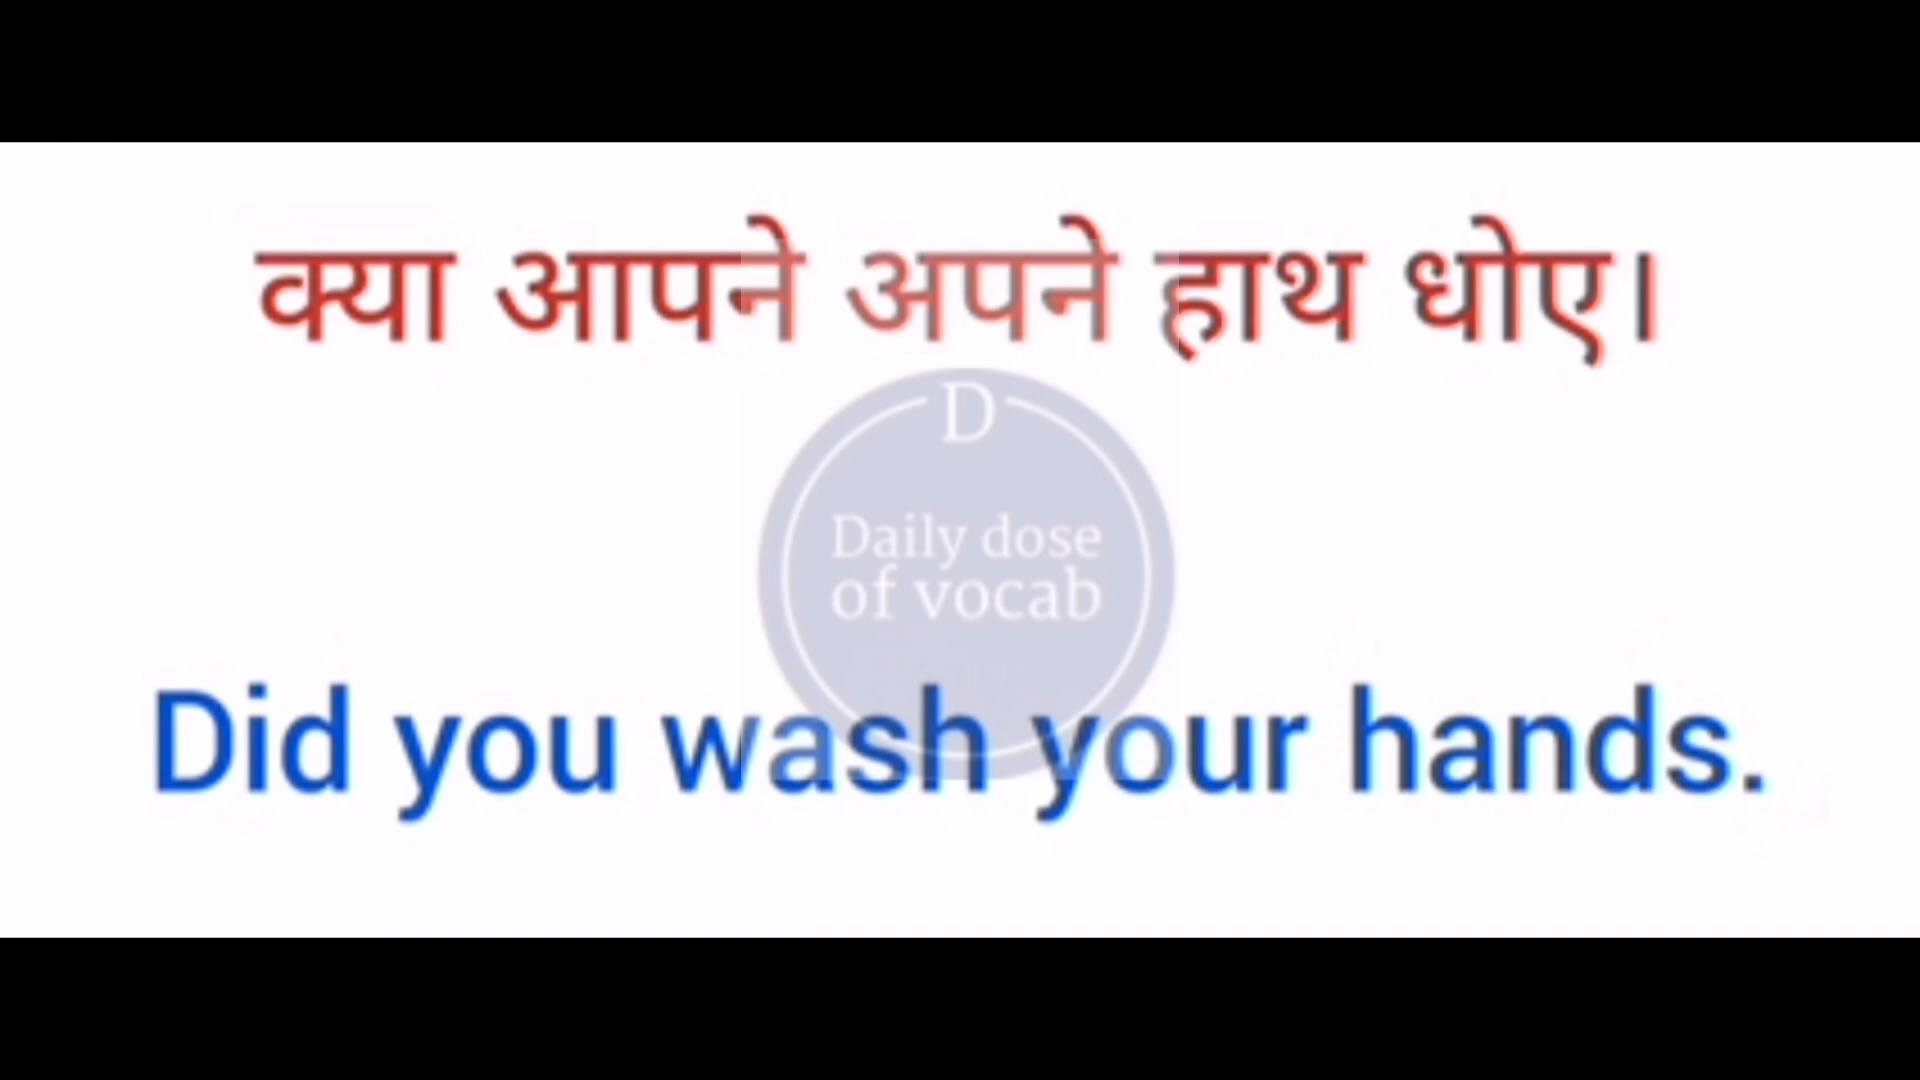 क्या आपने अपने हाथ धोए।
D
Daily dose
of vocab
Did you wash your hands.